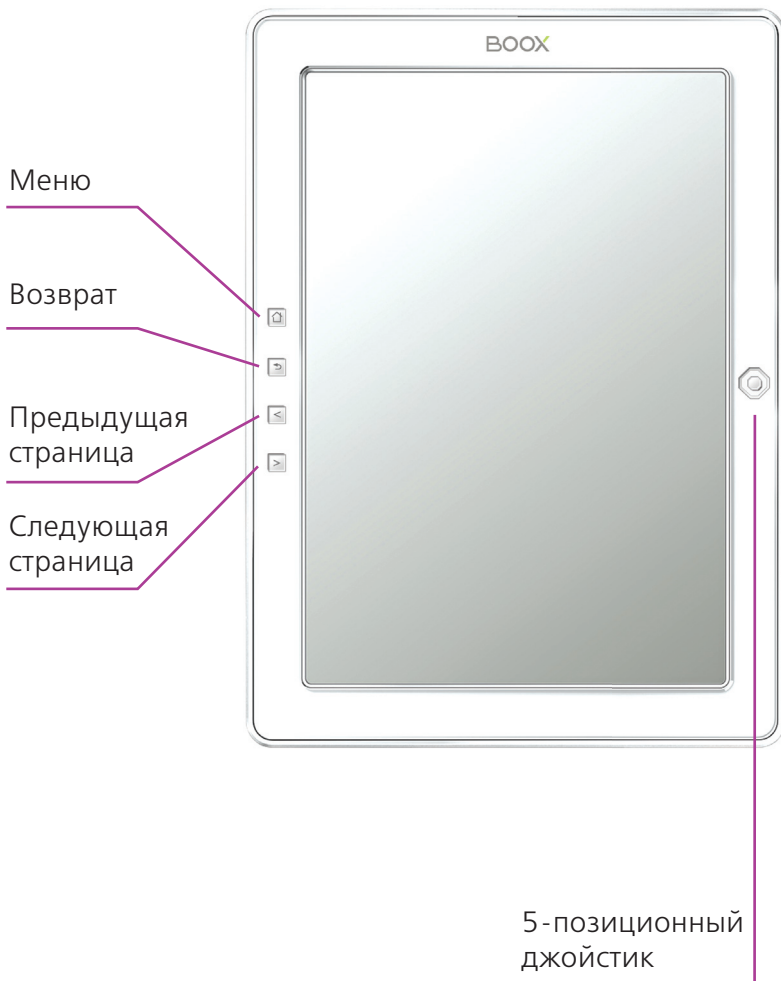 BOOX
Меню
Возврат
Предыдущая
страница
Следующая
страница
5-позиционный
джойстик